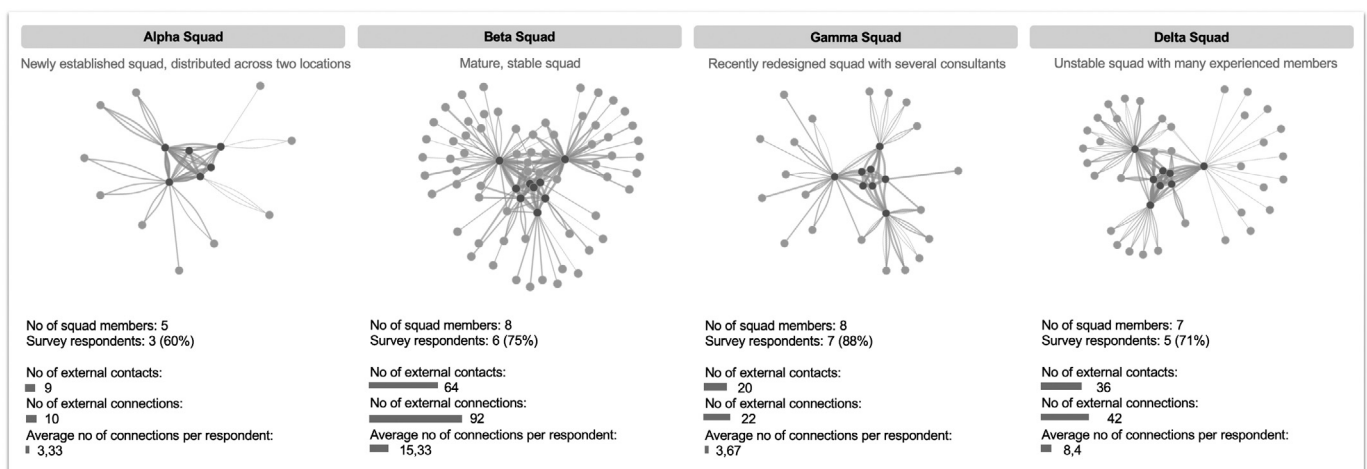 Alpha Squad
Newly established squad, distributed across two locations
No of squad members: 5
Survey respondents: 3 (60%)
No of external contacts:
9
No of external connections:
10
Average no of connections per respondent:
3,33
Beta Squad
Mature, stable squad
No of squad members: 8
Survey respondents: 6 (75%)
No of external contacts:
64
No of external connections:
92
Average no of connections per respondent:
15,33
Gamma Squad
Recently redesigned squad with several consultants
No of squad members: 8
Survey respondents: 7 (88%)
No of external contacts:
20
No of external connections:
22
Average no of connections per respondent:
3,67
Delta Squad
Unstable squad with many experienced members
No of squad members: 7
Survey respondents: 5 (71%)
No of external contacts:
36
No of external connections:
42
Average no of connections per respondent:
8,4